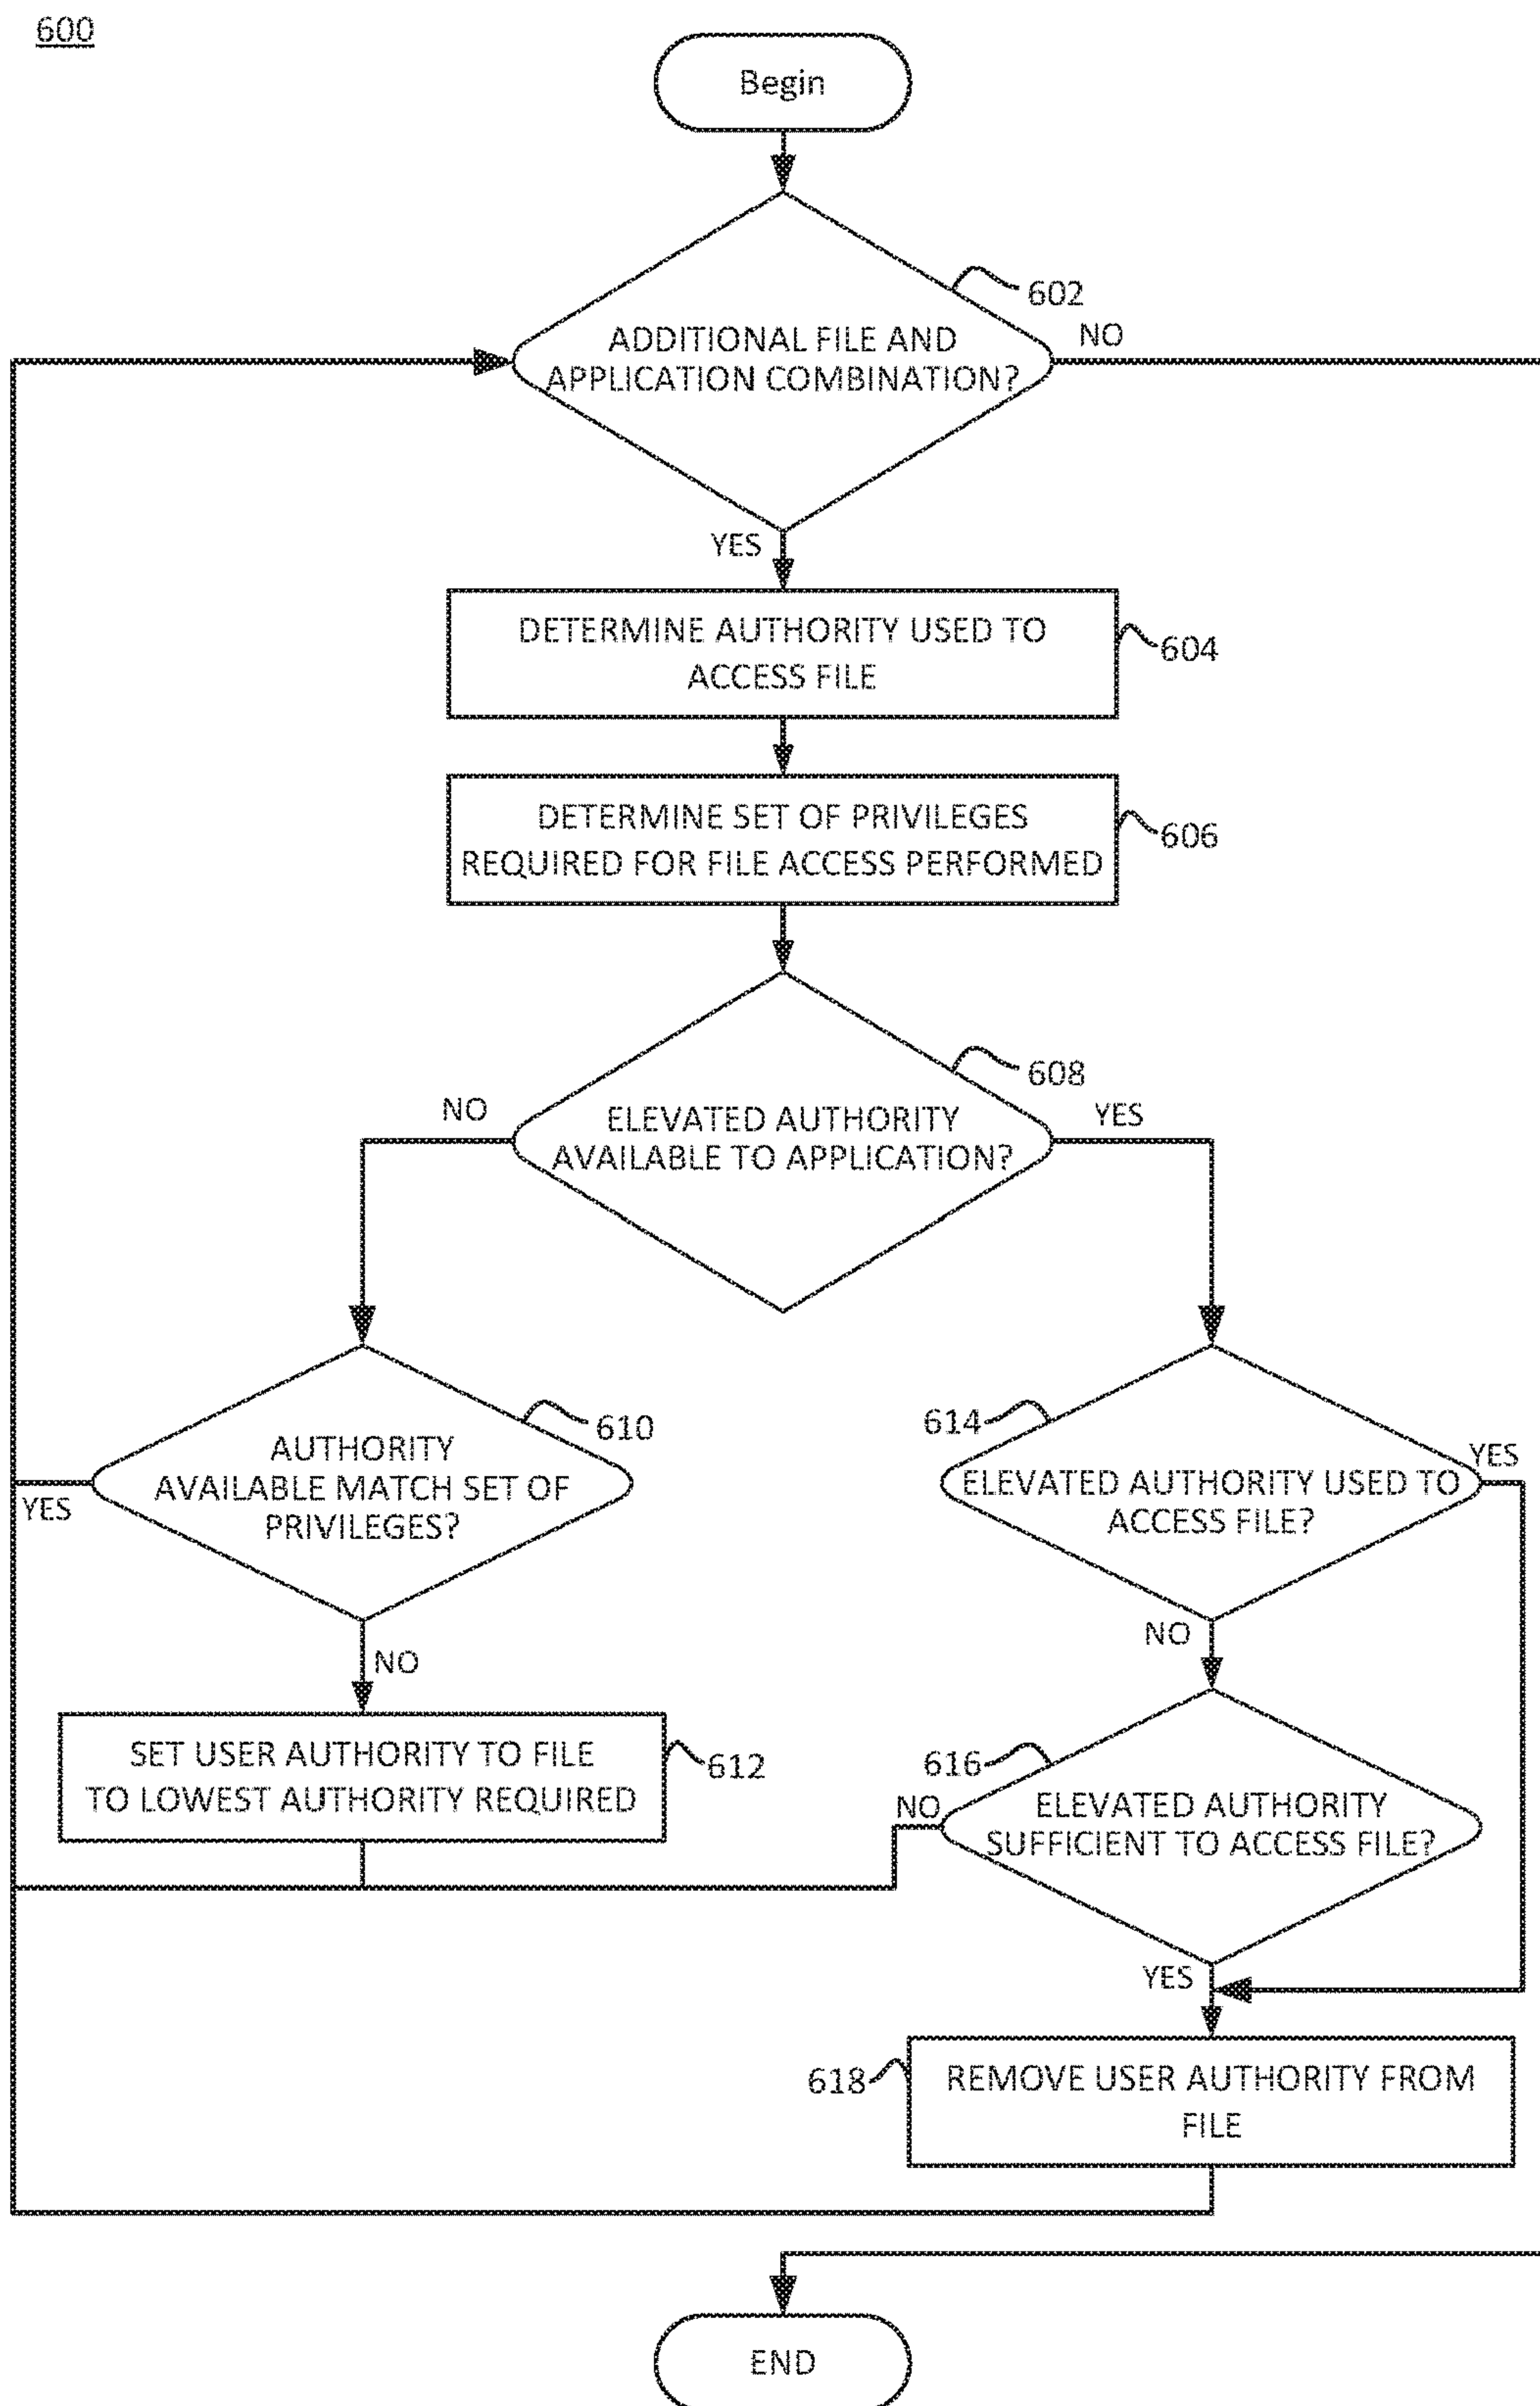 600
Begin
602
ADDITIONAL FILE AND
APPLICATION COMBINATION?
NO
YES
DETERMINE AUTHORITY USED TO
ACCESS FILE
604
DETERMINE SET OF PRIVILEGES
REQUIRED FOR FILE ACCESS PERFORMED
606
608
NO
ELEVATED AUTHORITY
AVAILABLE TO APPLICATION?
YES
610
AUTHORITY
AVAILABLE MATCH SET OF
PRIVILEGES?
YES
NO
614
ELEVATED AUTHORITY USED TO
ACCESS FILE?
YES
NO
SET USER AUTHORITY TO FILE
TO LOWEST AUTHORITY REQUIRED
612
616
NO
ELEVATED AUTHORITY
SUFFICIENT TO ACCESS FILE?
YES
618
REMOVE USER AUTHORITY FROM
FILE
END